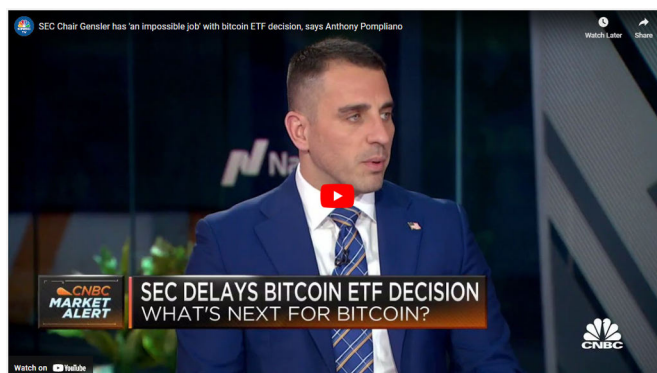 SEC Chair Gensler has 'an impossible job' with bitcoin ETF decision, says Anthony Pompliano
Watch Later
Share
Na
CNBC
MARKET
ALERT
SEC DELAYS BITCOIN ETF DECISION
WHAT'S NEXT FOR BITCOIN?
CNBC
Watch on YouTube